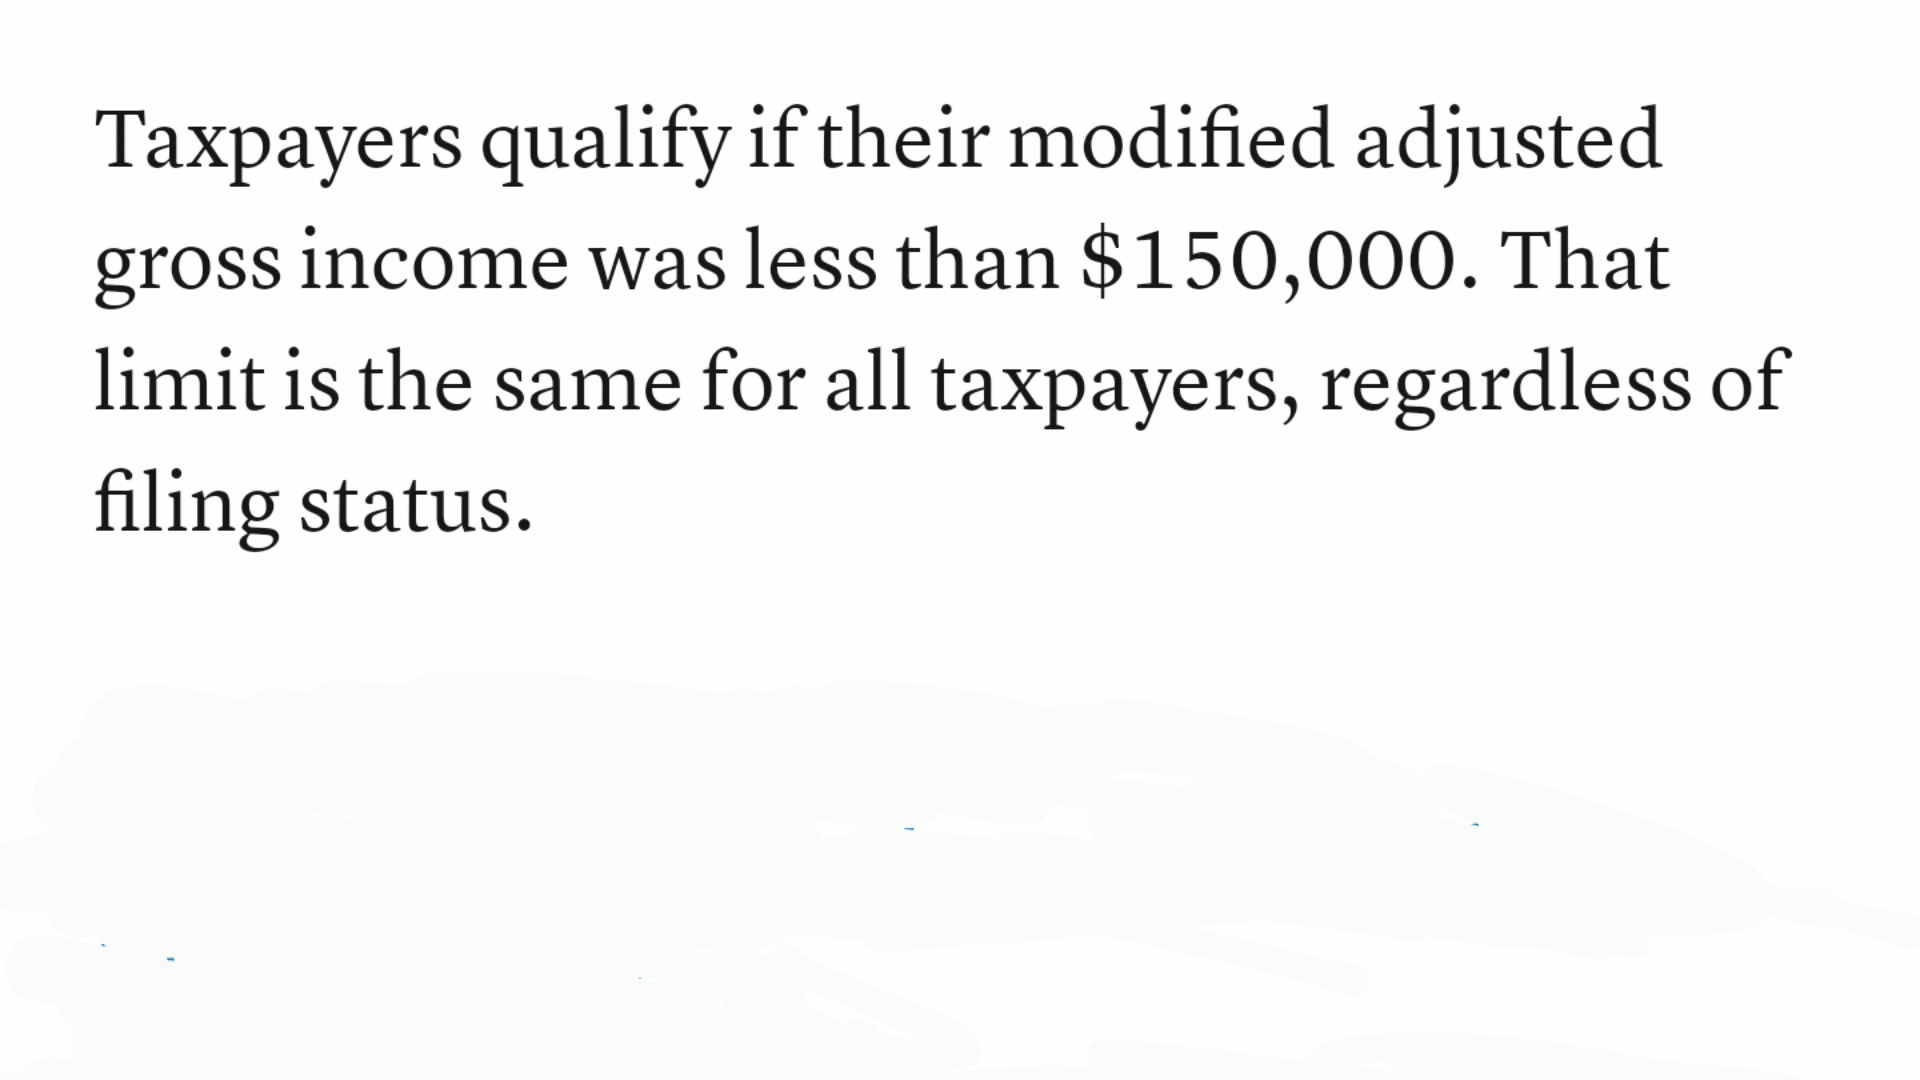 Taxpayers qualify if their modified adjusted
gross income was less than $150,000. That
limit is the same for all taxpayers, regardless of
filing status.